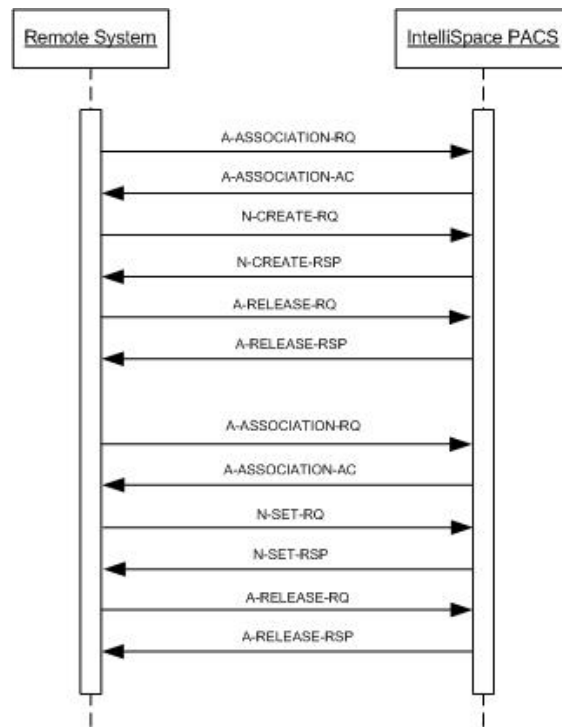 Remote System
IntelliSpace PACS
A-ASSOCIATION-RQ
A-ASSOCIATION-AC
N-CREATE-RQ
N-CREATE-RSP
A-RELEASE-RQ
A-RELEASE-RSP
A-ASSOCIATION-RQ
A-ASSOCIATION-AC
N-SET-RQ
N-SET-RSP
A-RELEASE-RQ
A-RELEASE-RSP